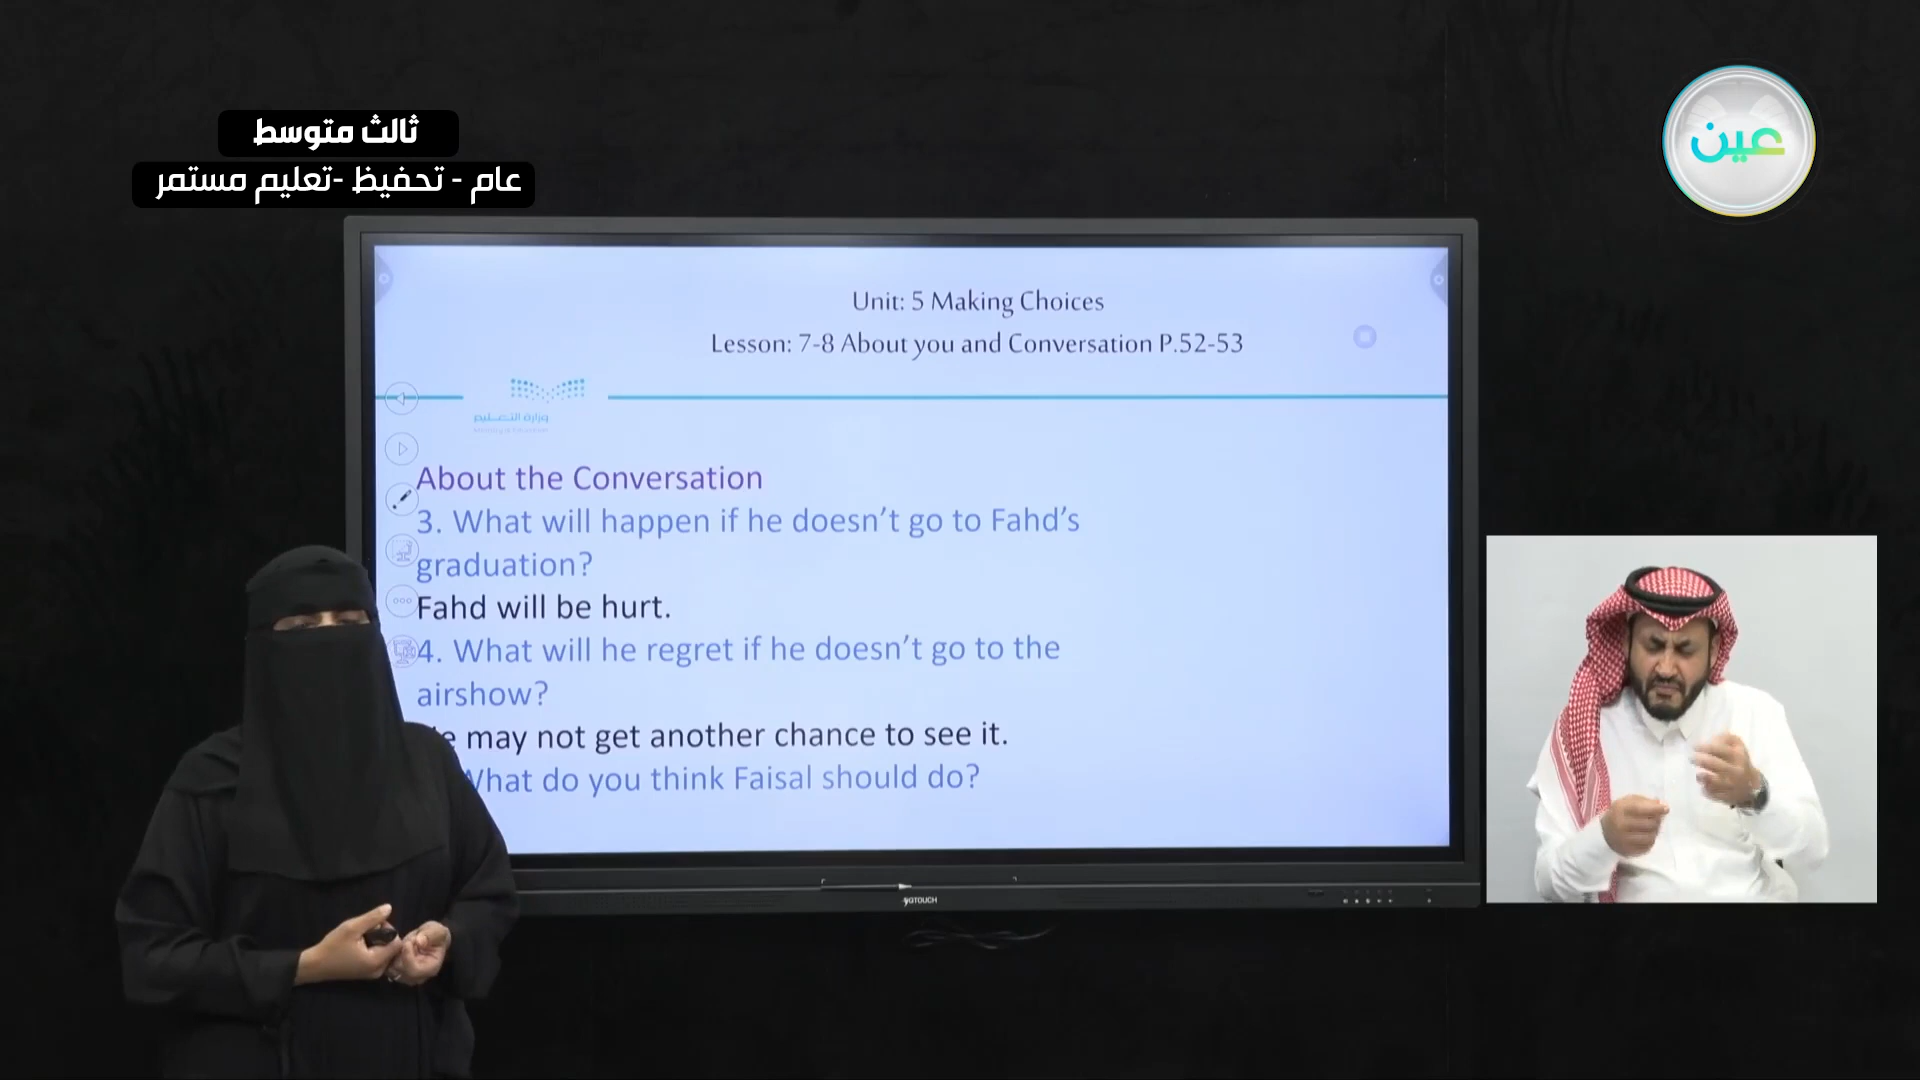 ثالث متوسط
عام - تحفيظ -تعليم مستمر
عين
Unit: 5 Making Choices
Lesson: 7-8 About you and Conversation P.52-53
وزارة التعليم
About the Conversation
3. What will happen if he doesn't go to Fahd's
graduation?
Fahd will be hurt.
4. What will he regret if he doesn't go to the
airshow?
may not get another chance to see it.
What do you think Faisal should do?